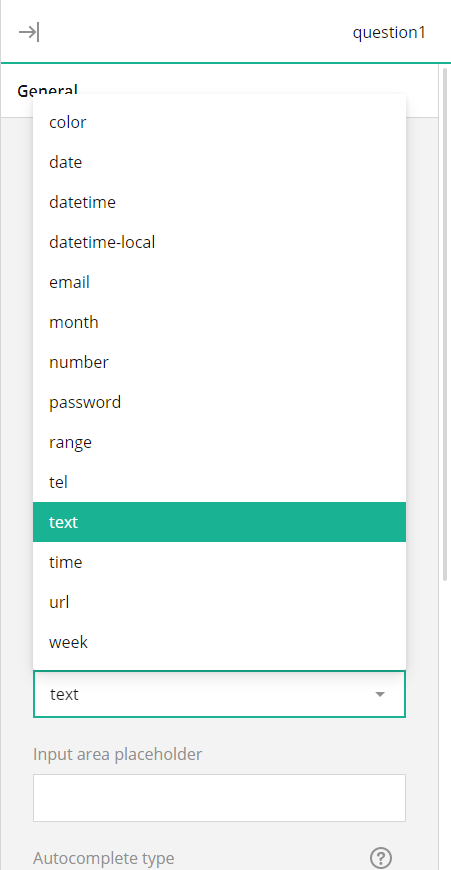 question1
General
color
date
datetime
datetime-local
email
month
number
password
range
tel
text
time
url
week
text
Input area placeholder
Autocomplete type